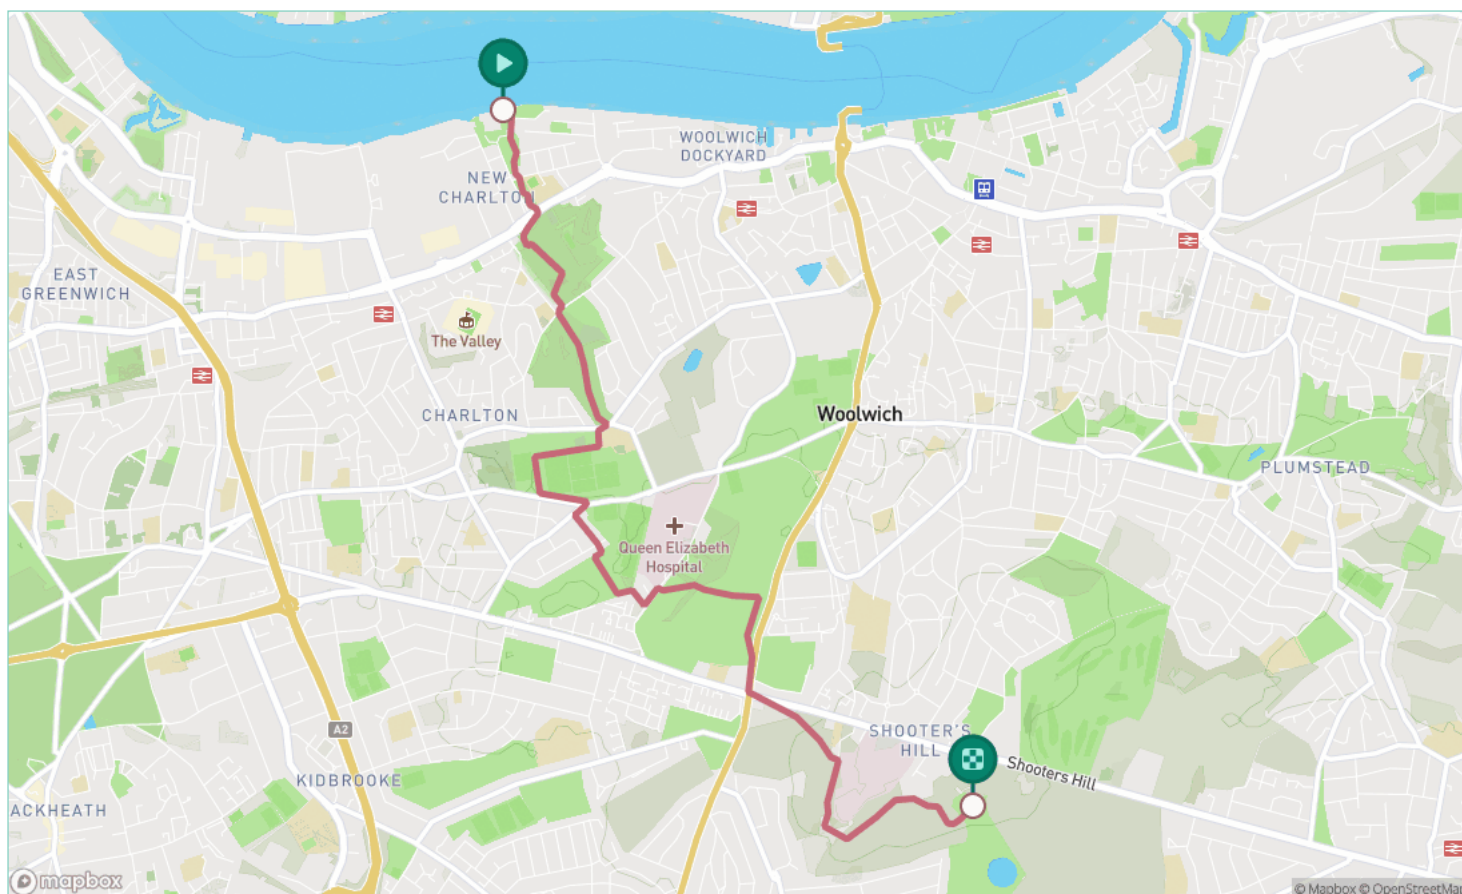 WOOLWICH
DOCKYARD
NEW
CHARLTON
EAST
GREENWICH
The Valley
CHARLTON
Woolwich
PLUMSTEAD
Queen Elizabeth
Hospital
A2
SHOOTER'S
HILL
Shooters Hill
KIDBROOKE
ACKHEATH
mapbox
© Mapbox © OpenStreetMap